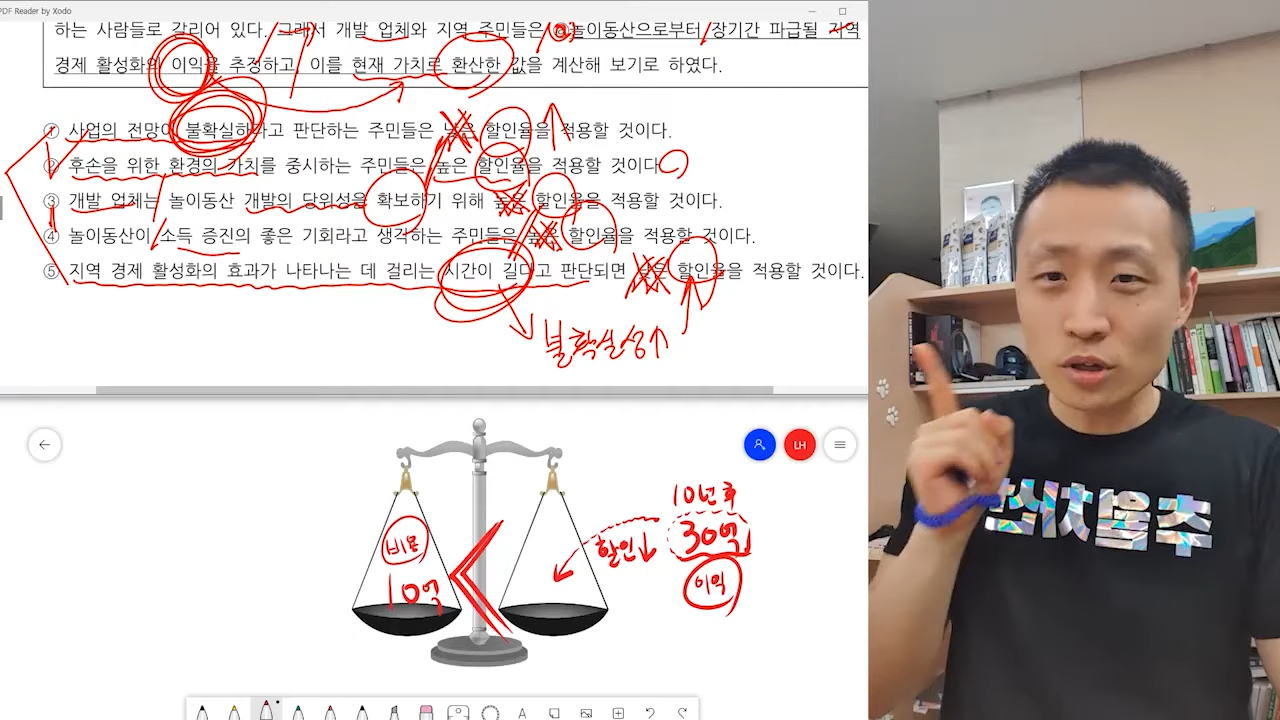 PDF Reader by Xodo
하는 사람들로 갈리어 있다. 그래서 개발 업체와 지역 주민들은 ⓐ놀이동산으로부터 장기간 파급될 지역
경제 활성화의 이익을 추정하고, 이를 현재 가치로 환산한 값을 계산해 보기로 하였다.
① 사업의 전망이 불확실하다고 판단하는 주민들은 낮은 할인율을 적용할 것이다.
② 후손을 위한 환경의 가치를 중시하는 주민들은 높은 할인율을 적용할 것이다.
③ 개발 업체는 놀이동산 개발의 당위성을 확보하기 위해 높은 할인율을 적용할 것이다.
④ 놀이동산이 소득 증진의 좋은 기회라고 생각하는 주민들은 높은 할인율을 적용할 것이다.
⑤ 지역 경제 활성화의 효과가 나타나는 데 걸리는 시간이 길다고 판단되면 낮은 할인율을 적용할 것이다.
불확실성↑
LH
10년 후
30억
할인↓
이익
비용
10억